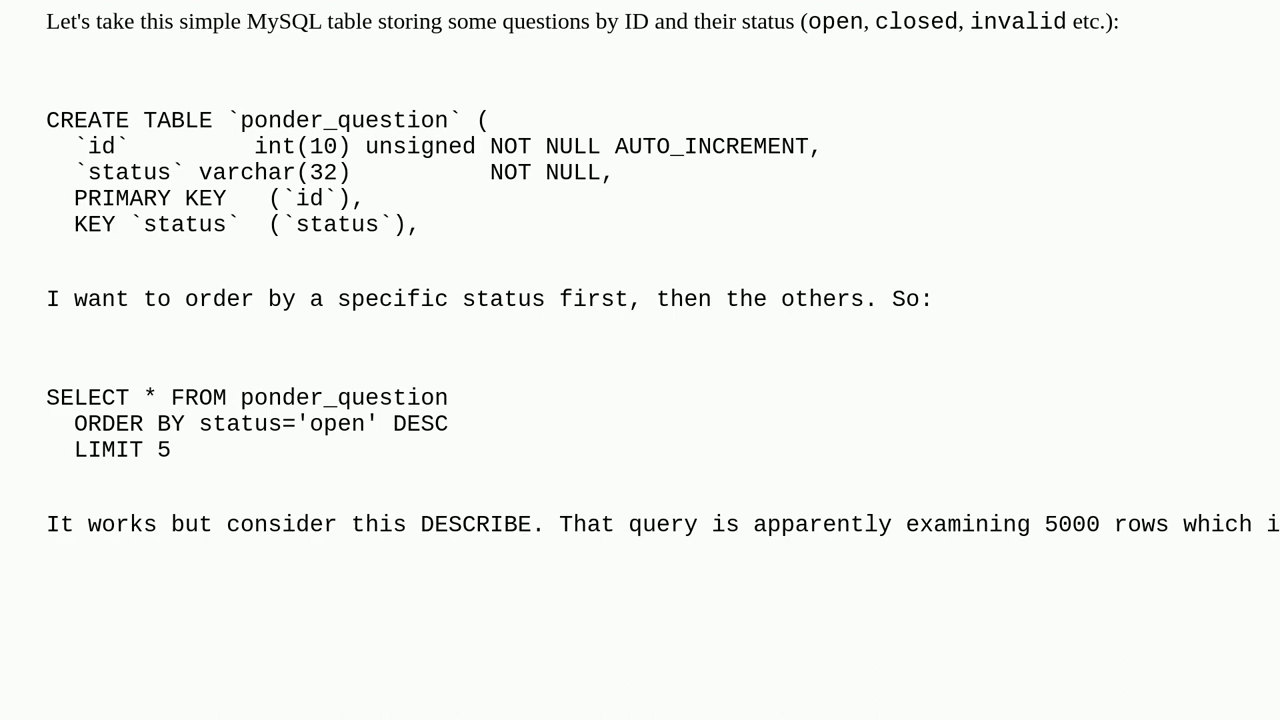 Let's take this simple MySQL table storing some questions by ID and their status (open, closed, invalid etc.):
CREATE TABLE `ponder_question` (
  `id`         int(10) unsigned NOT NULL AUTO_INCREMENT,
  `status` varchar(32)          NOT NULL,
  PRIMARY KEY   (`id`),
  KEY `status`  (`status`),
I want to order by a specific status first, then the others. So:
SELECT * FROM ponder_question
  ORDER BY status='open' DESC
  LIMIT 5
It works but consider this DESCRIBE. That query is apparently examining 5000 rows which